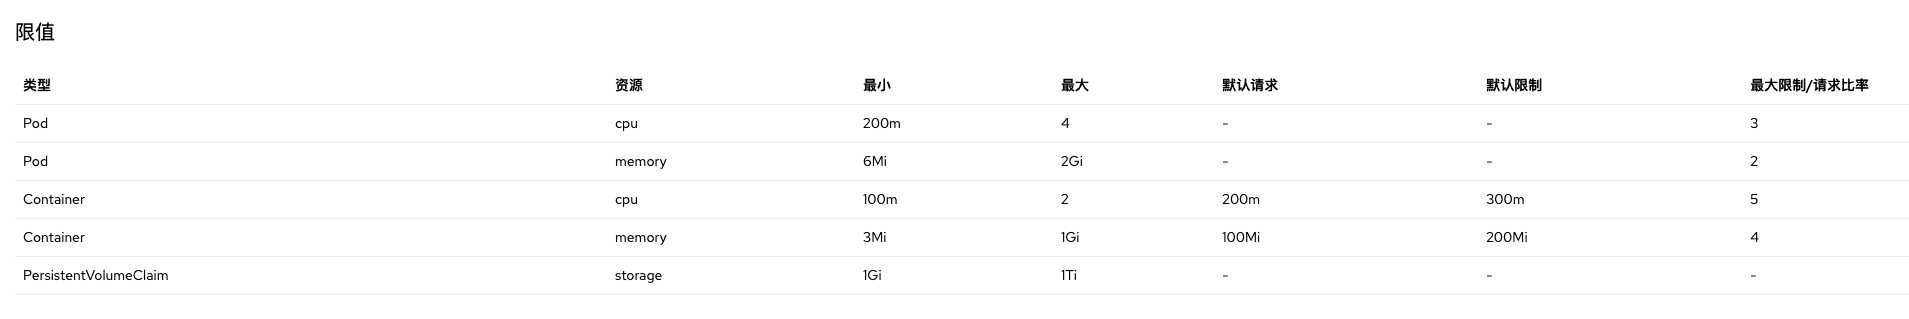 限值
类型 资源 最小 最大 默认请求 默认限制 最大限制/请求比率
Pod cpu 200m 4 - - 3
Pod memory 6Mi 2Gi - - 2
Container cpu 100m 2 200m 300m 5
Container memory 3Mi 1Gi 100Mi 200Mi 4
PersistentVolumeClaim storage 1Gi 1Ti - - -